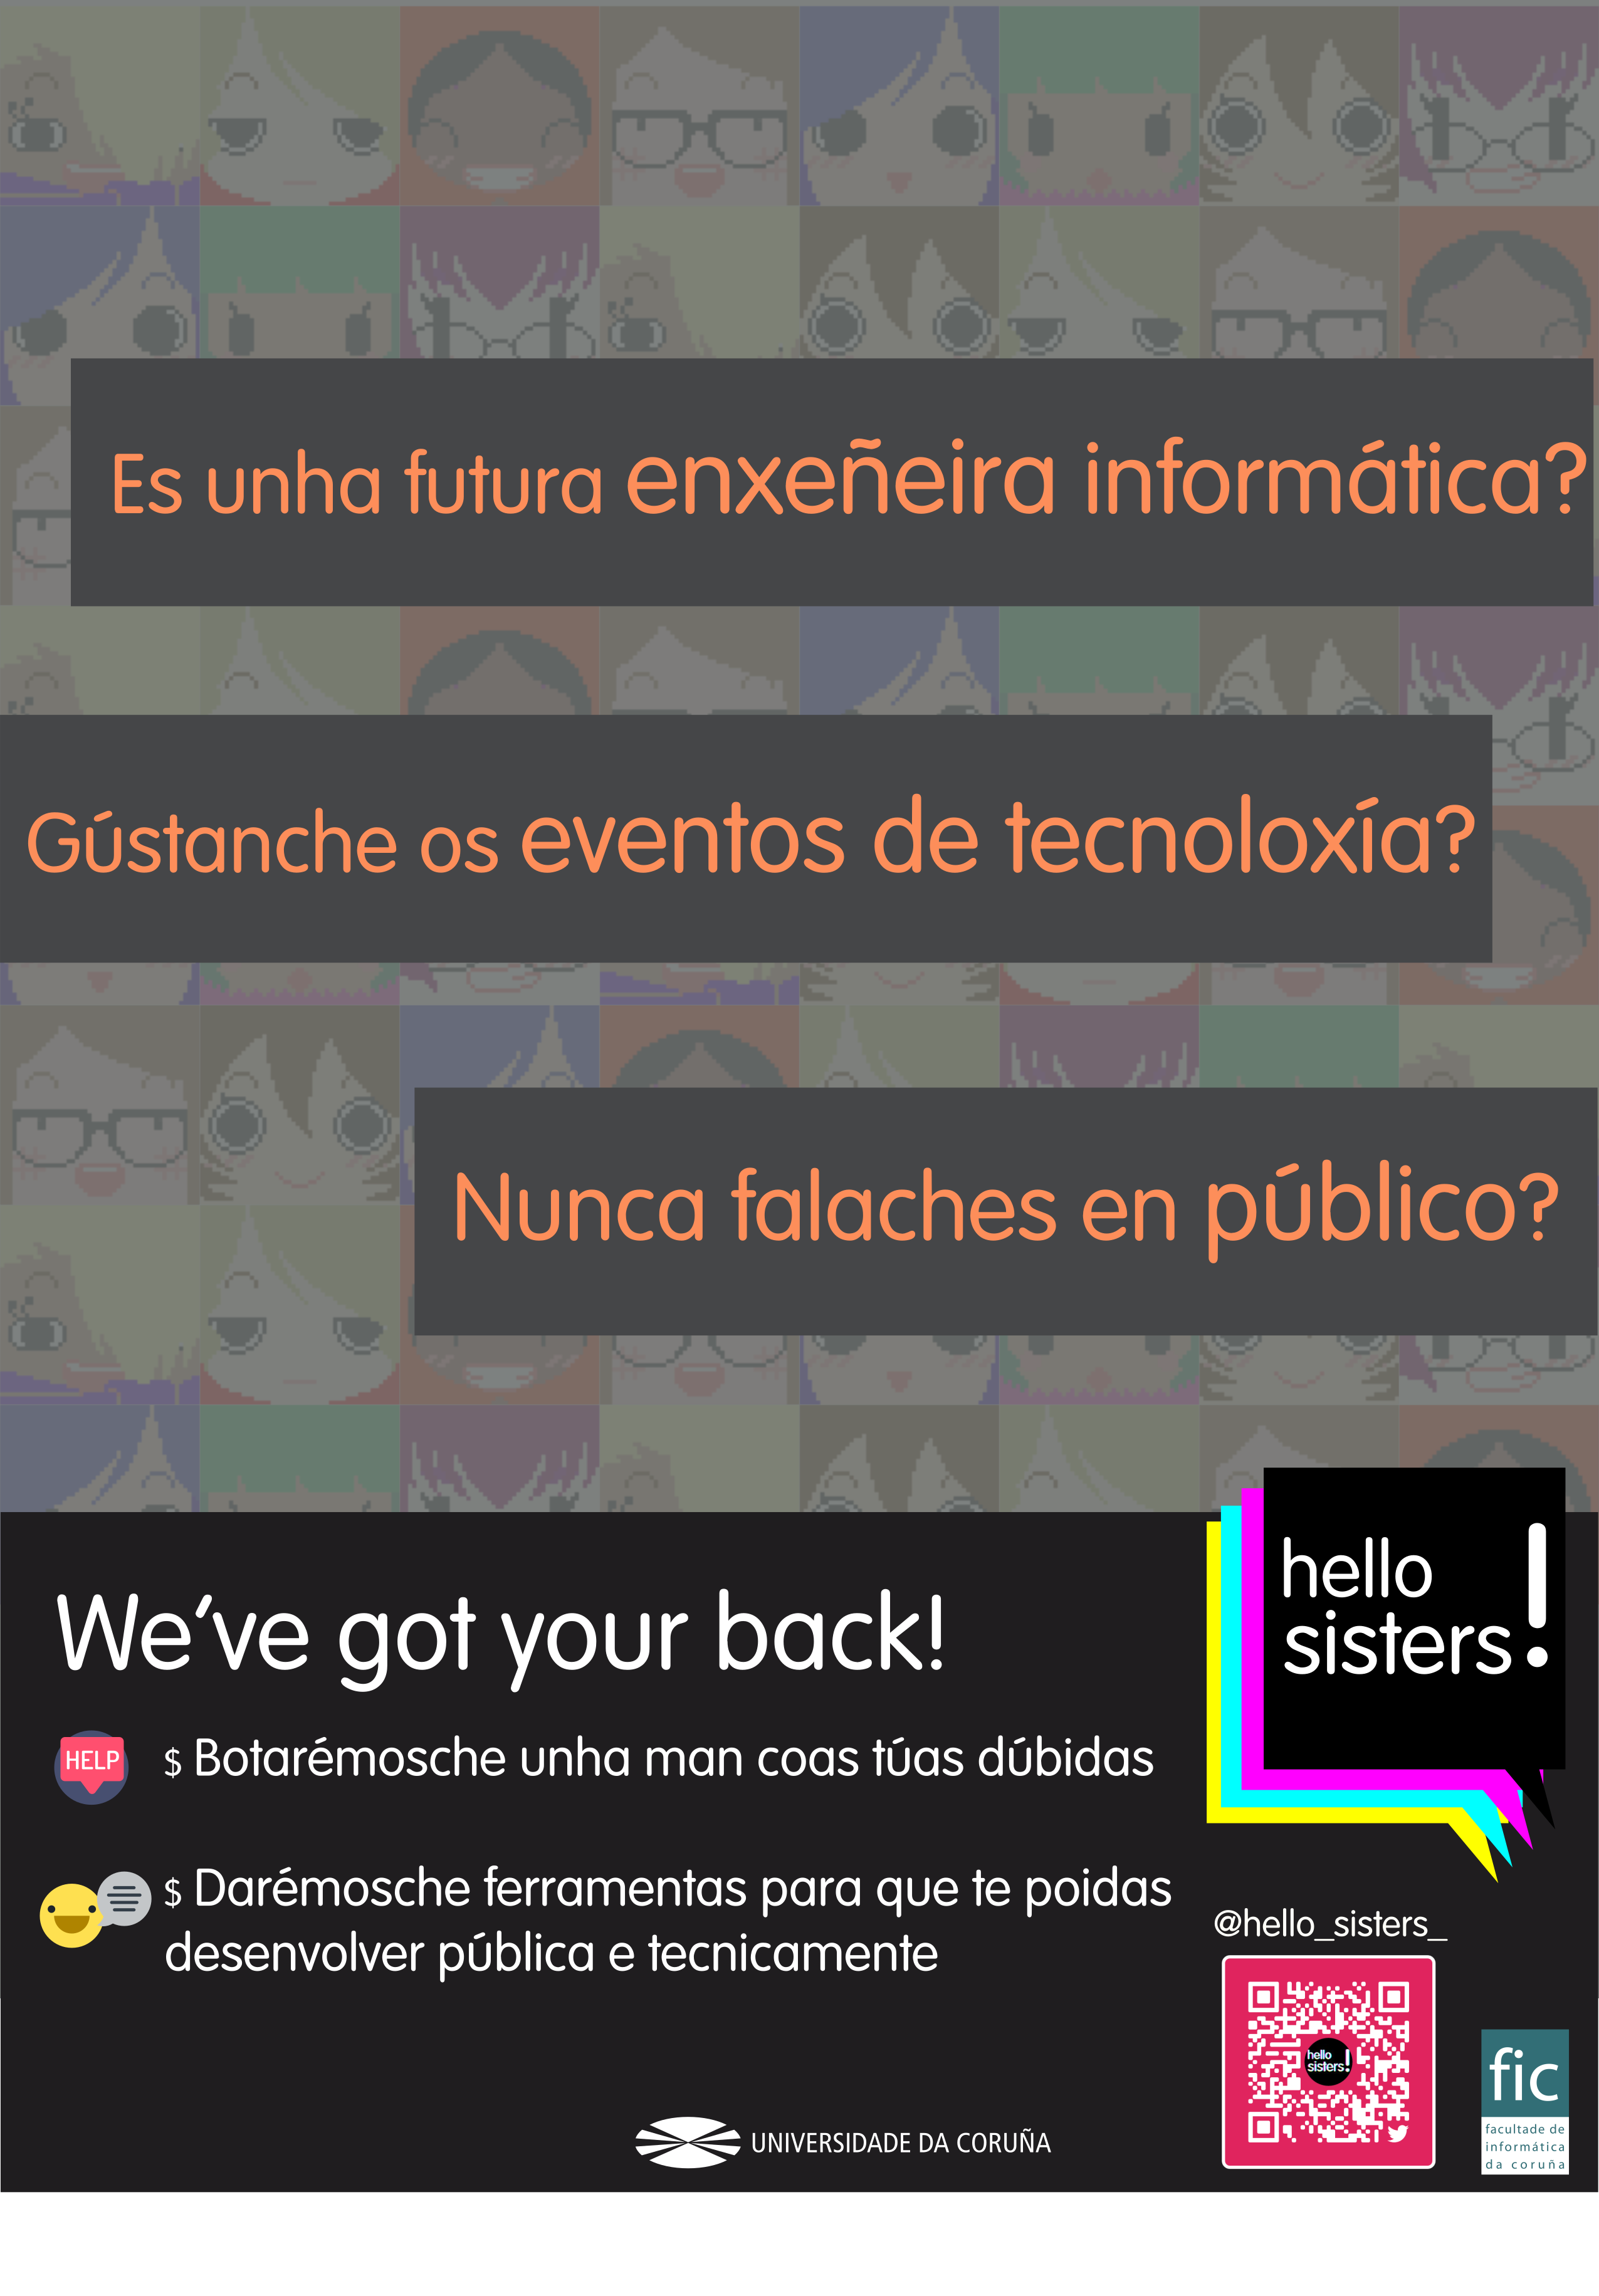 Es unha futura enxeñeira informática?
Gústanche os eventos de tecnoloxía?
Nunca falaches en público?
hello
sisters!
We've got your back!
HELP
$ Botarémosche unha man coas túas dúbidas
$ Darémosche ferramentas para que te poidas
desenvolver pública e tecnicamente
@hello_sisters_
hello
sisters!
fic
facultade de
informática
da coruña
UNIVERSIDADE DA CORUÑA